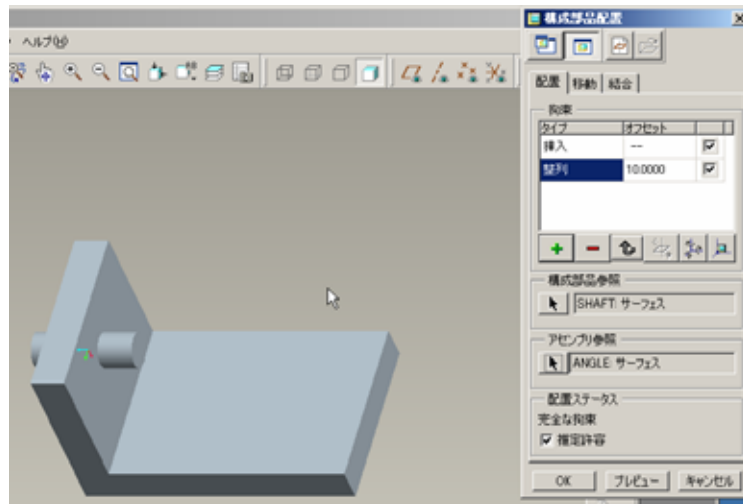 構成部品配置
ヘルプ(H)
配置 移動 結合
拘束
タイプ オフセット
挿入 --
整列 10.0000
構成部品参照
SHAFT: サーフェス
アセンブリ参照
ANGLE: サーフェス
配置ステータス
完全な拘束
推定許容
OK プレビュー キャンセル